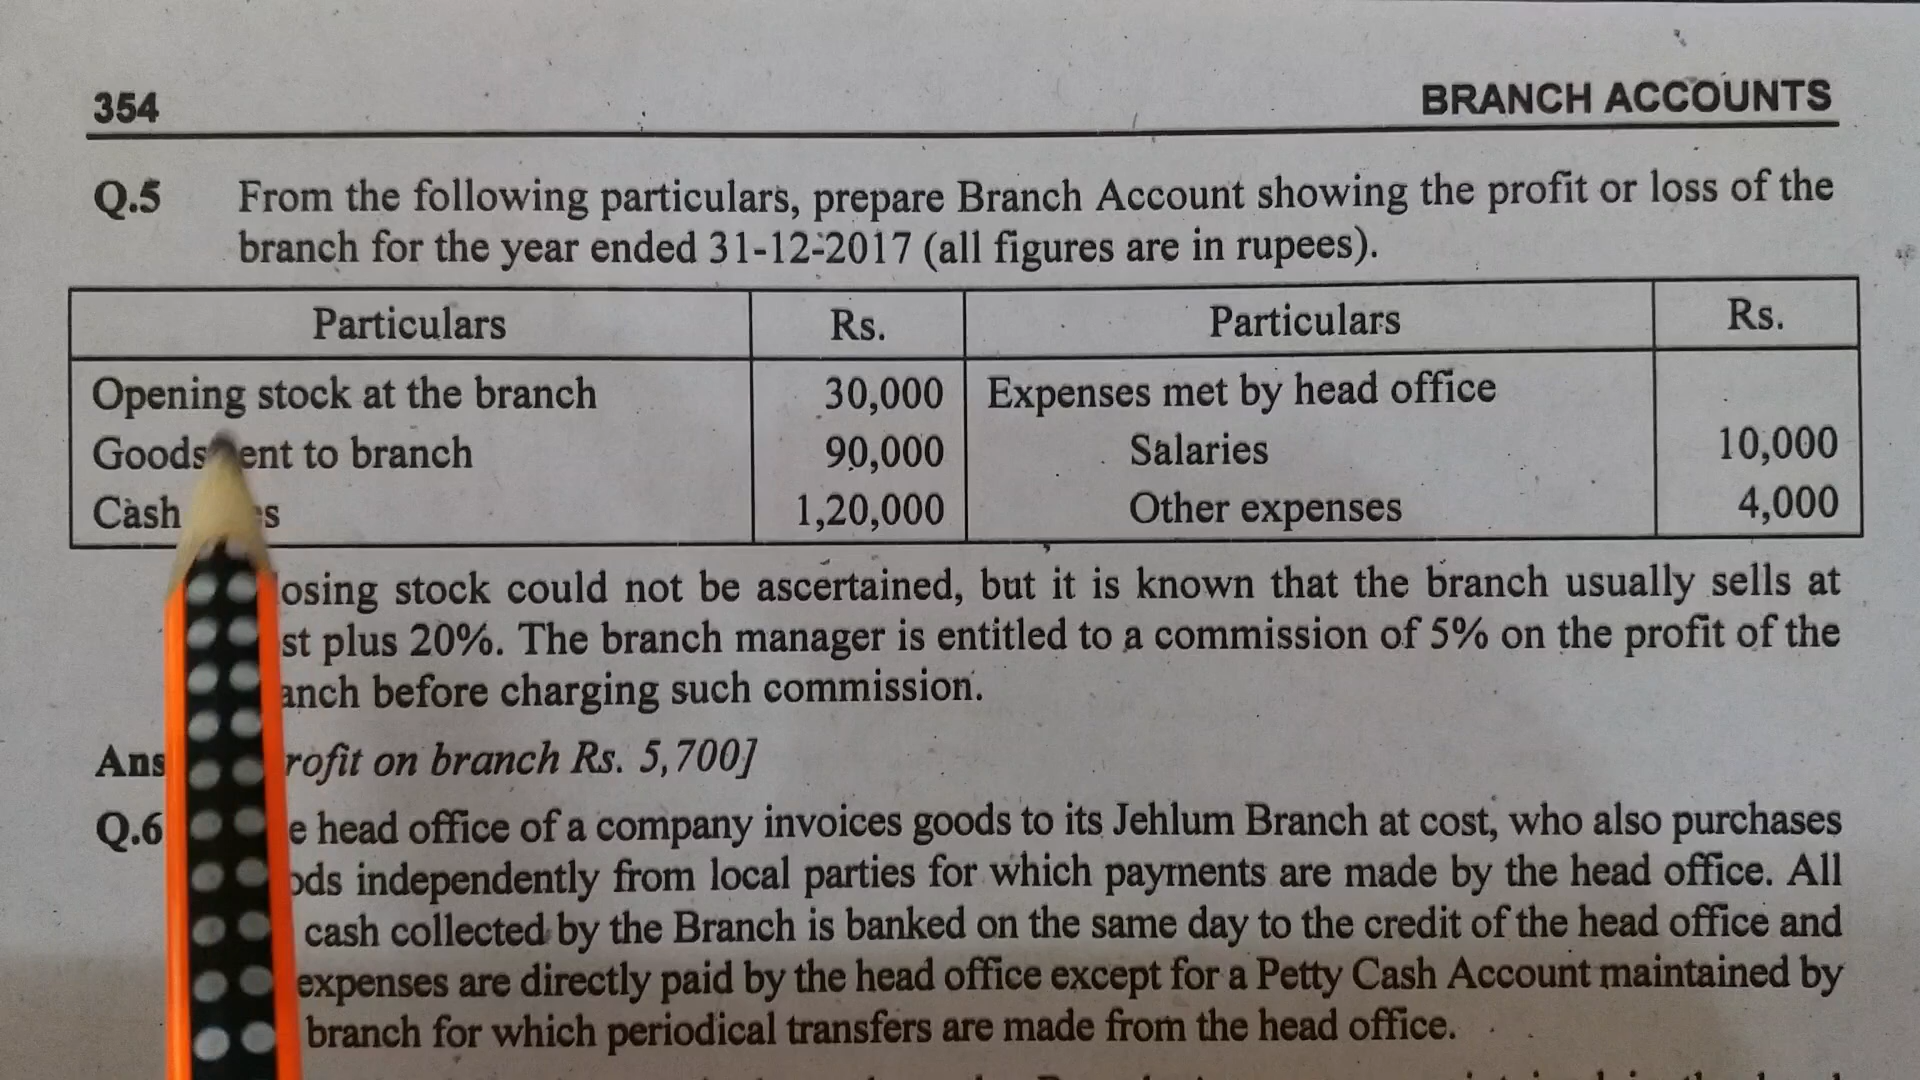 354 BRANCH ACCOUNTS
Q.5 From the following particulars, prepare Branch Account showing the profit or loss of the
branch for the year ended 31-12-2017 (all figures are in rupees).
Particulars Rs. Particulars Rs.
Opening stock at the branch 30,000 Expenses met by head office
Goods to branch 90,000 Salaries 10,000
Cash 1,20,000 Other expenses 4,000
stock could not be ascertained, but it is known that the branch usually sells at
plus 20%. The branch manager is entitled to a commission of 5% on the profit of the
before charging such commission.
on branch Rs. 5,700]
Q.6 head office of a company invoices goods to its Jehlum Branch at cost, who also purchases
independently from local parties for which payments are made by the head office. All
cash collected by the Branch is banked on the same day to the credit of the head office and
expenses are directly paid by the head office except for a Petty Cash Account maintained by
branch for which periodical transfers are made from the head office.